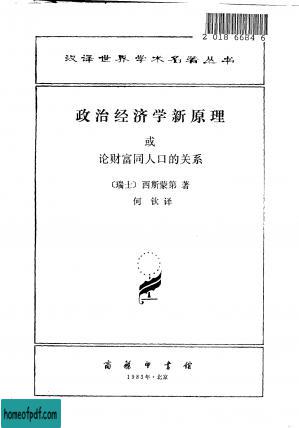 2 018 6684 6
汉译世界学术名著丛书
政治经济学新原理
或
论财富同人口的关系
〔瑞士〕西斯蒙第 著
何 钦 译
商务印书馆
1983年·北京
homeofpdf.com